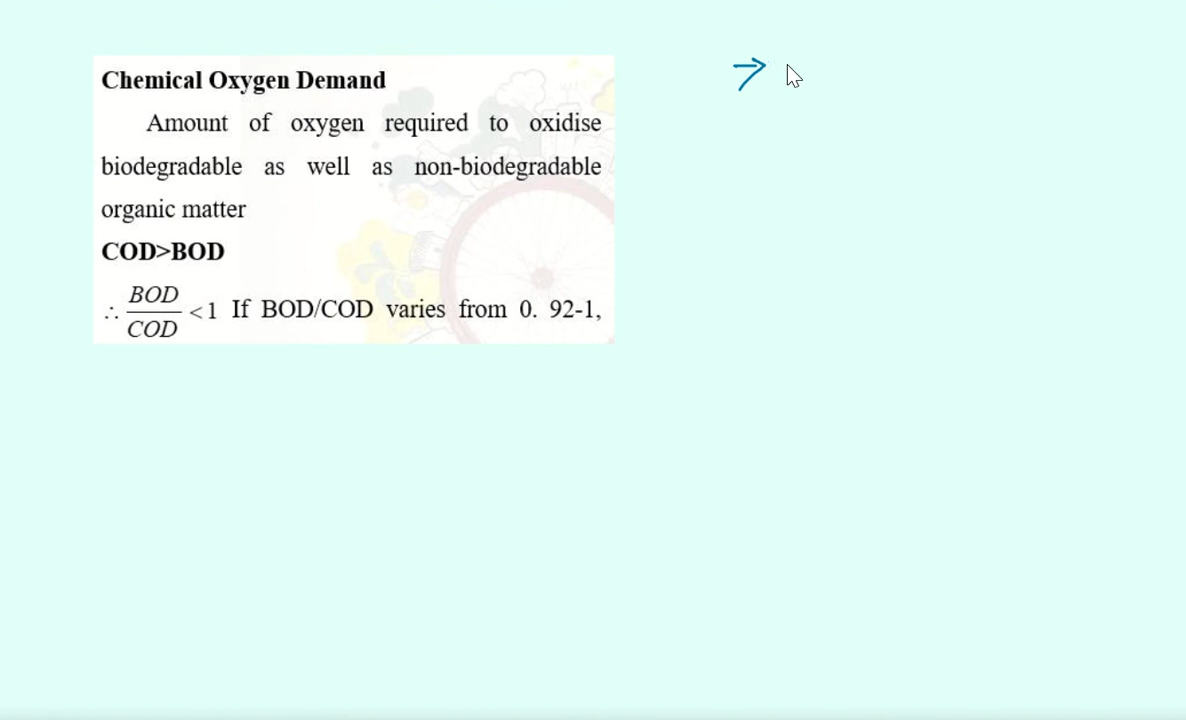 Chemical Oxygen Demand
Amount of oxygen required to oxidise
biodegradable as well as non-biodegradable
organic matter
COD>BOD
∴ BOD/COD <1 If BOD/COD varies from 0. 92-1,